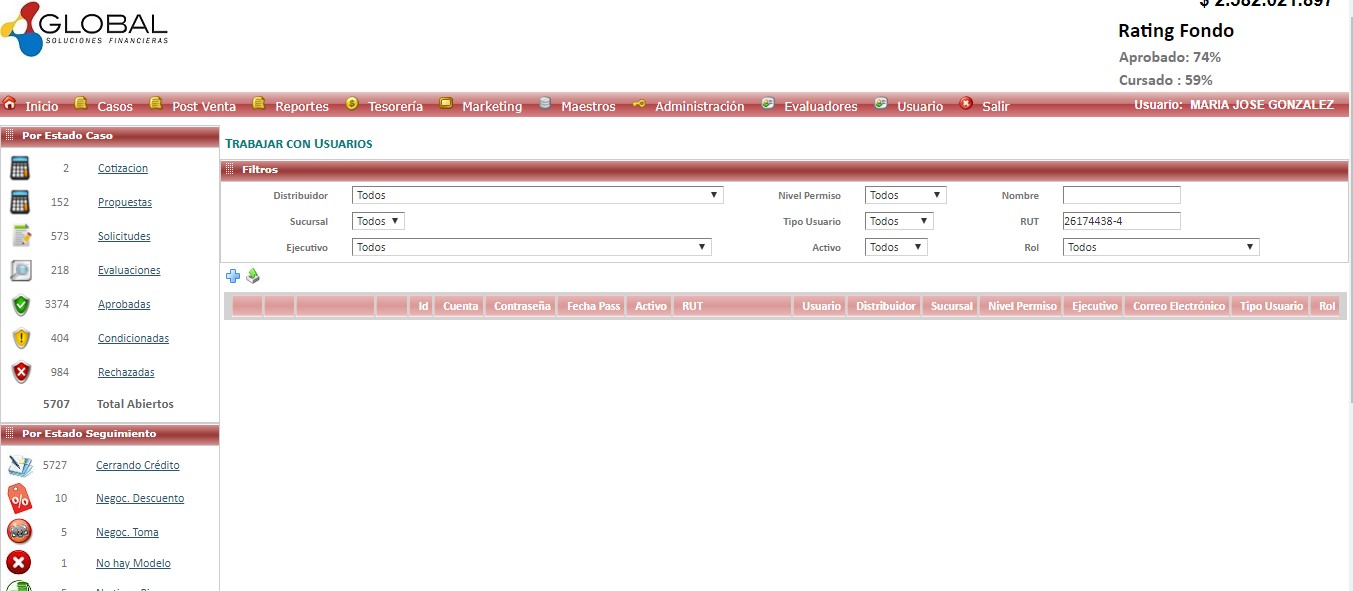 GLOBAL
SOLUCIONES FINANCIERAS
$ 2.582.021.897
Rating Fondo
Aprobado: 74%
Cursado : 59%
Inicio Casos Post Venta Reportes Tesorería Marketing Maestros Administración Evaluadores Usuario Salir Usuario: MARIA JOSE GONZALEZ
Por Estado Caso
2 Cotizacion
152 Propuestas
573 Solicitudes
218 Evaluaciones
3374 Aprobadas
404 Condicionadas
984 Rechazadas
5707 Total Abiertos
Por Estado Seguimiento
5727 Cerrando Crédito
10 Negoc. Descuento
5 Negoc. Toma
1 No hay Modelo
TRABAJAR CON USUARIOS
Filtros
Distribuidor Todos Nivel Permiso Todos Nombre
Sucursal Todos Tipo Usuario Todos RUT 26174438-4
Ejecutivo Todos Activo Todos Rol Todos
Id Cuenta Contraseña Fecha Pass Activo RUT Usuario Distribuidor Sucursal Nivel Permiso Ejecutivo Correo Electrónico Tipo Usuario Rol